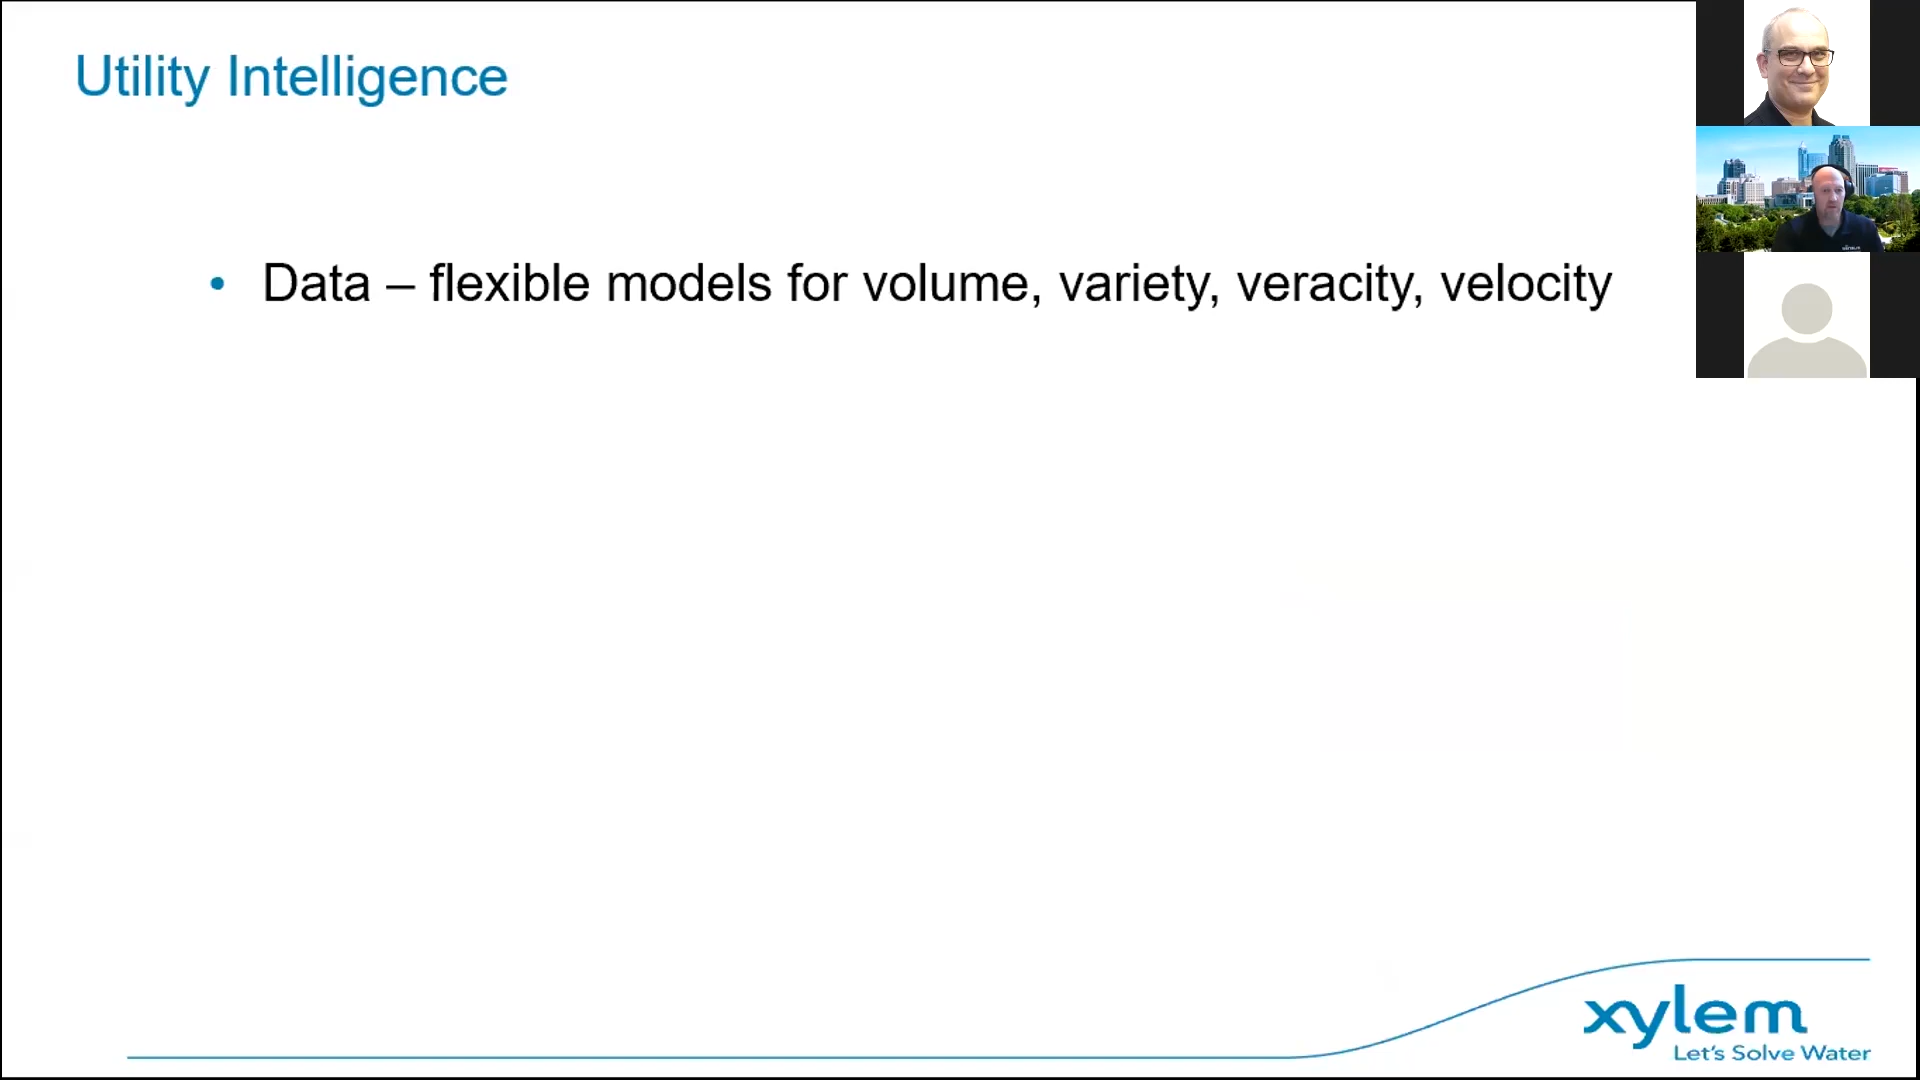 Utility Intelligence
• Data – flexible models for volume, variety, veracity, velocity
xylem
Let's Solve Water